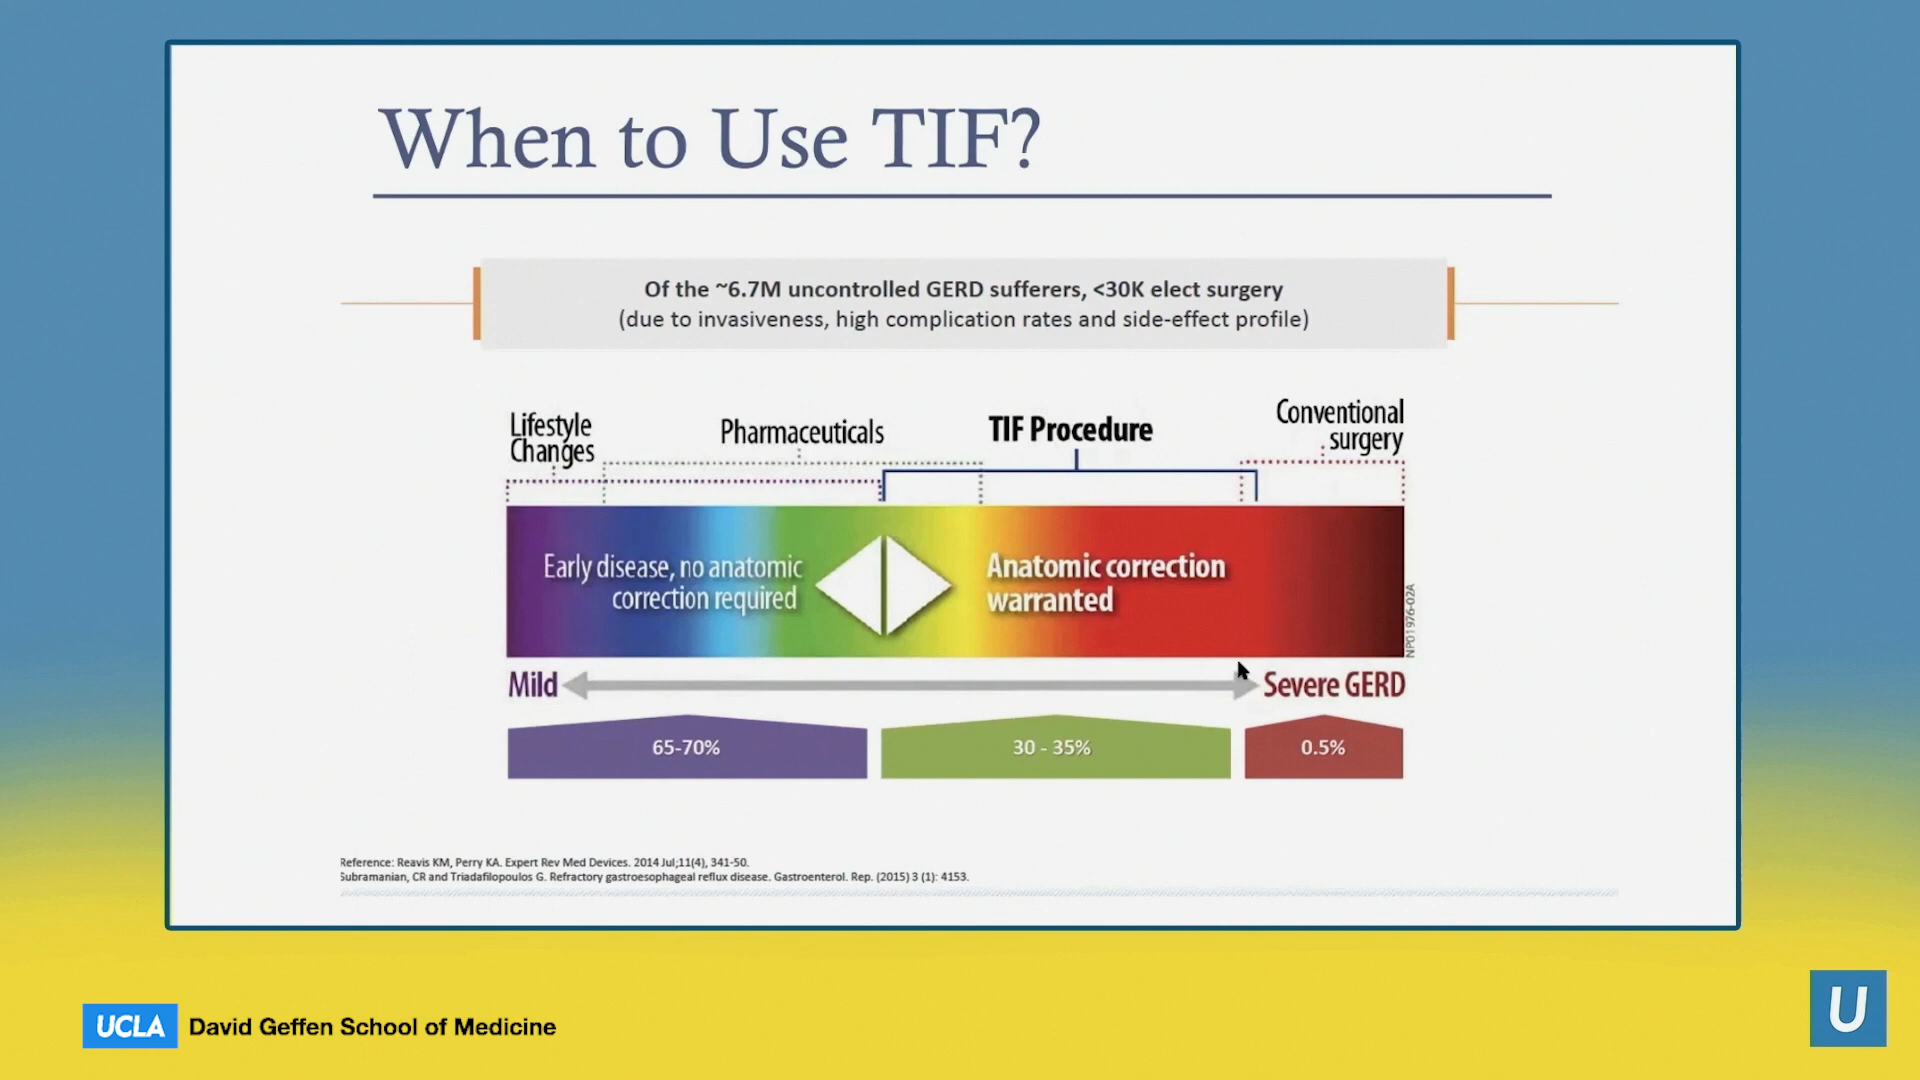 When to Use TIF?
Of the ~6.7M uncontrolled GERD sufferers, <30K elect surgery
(due to invasiveness, high complication rates and side-effect profile)
Lifestyle
Changes
Pharmaceuticals
TIF Procedure
Conventional
surgery
Early disease, no anatomic
correction required
Anatomic correction
warranted
NP01976-02A
Mild
Severe GERD
65-70%
30 - 35%
0.5%
Reference: Reavis KM, Perry KA. Expert Rev Med Devices. 2014 Jul;11(4), 341-50.
Subramanian, CR and Triadafilopoulos G. Refractory gastroesophageal reflux disease. Gastroenterol. Rep. (2015) 3 (1): 4153.
UCLA David Geffen School of Medicine
U